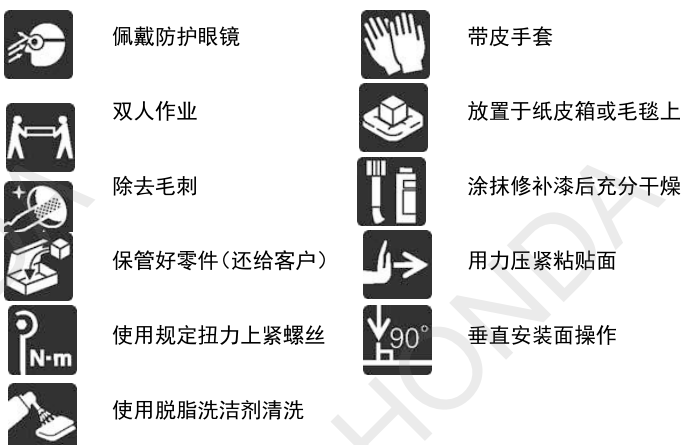 佩戴防护眼镜
带皮手套
双人作业
放置于纸皮箱或毛毯上
除去毛刺
涂抹修补漆后充分干燥
保管好零件（还给客户）
用力压紧粘贴面
N·m
使用规定扭力上紧螺丝
90°
垂直安装面操作
使用脱脂洗洁剂清洗
HONDA